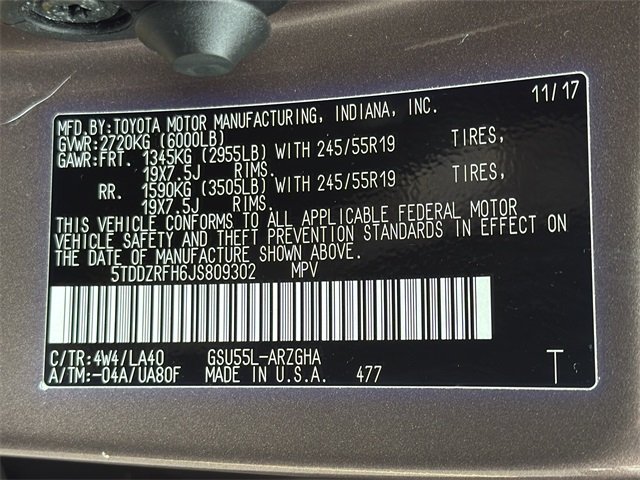 MFD.BY:TOYOTA MOTOR MANUFACTURING, INDIANA, INC. 11/17
GVWR:2720KG (6000LB)
GAWR:FRT. 1345KG (2955LB) WITH 245/55R19 TIRES,
19X7.5J RIMS.
RR. 1590KG (3505LB) WITH 245/55R19 TIRES,
19X7.5J RIMS.
THIS VEHICLE CONFORMS TO ALL APPLICABLE FEDERAL MOTOR
VEHICLE SAFETY AND THEFT PREVENTION STANDARDS IN EFFECT ON
THE DATE OF MANUFACTURE SHOWN ABOVE.
5TDDZRFH6JS809302 MPV
C/TR:4W4/LA40 GSU55L-ARZGHA
A/TM:-04A/UA80F MADE IN U.S.A. 477 T